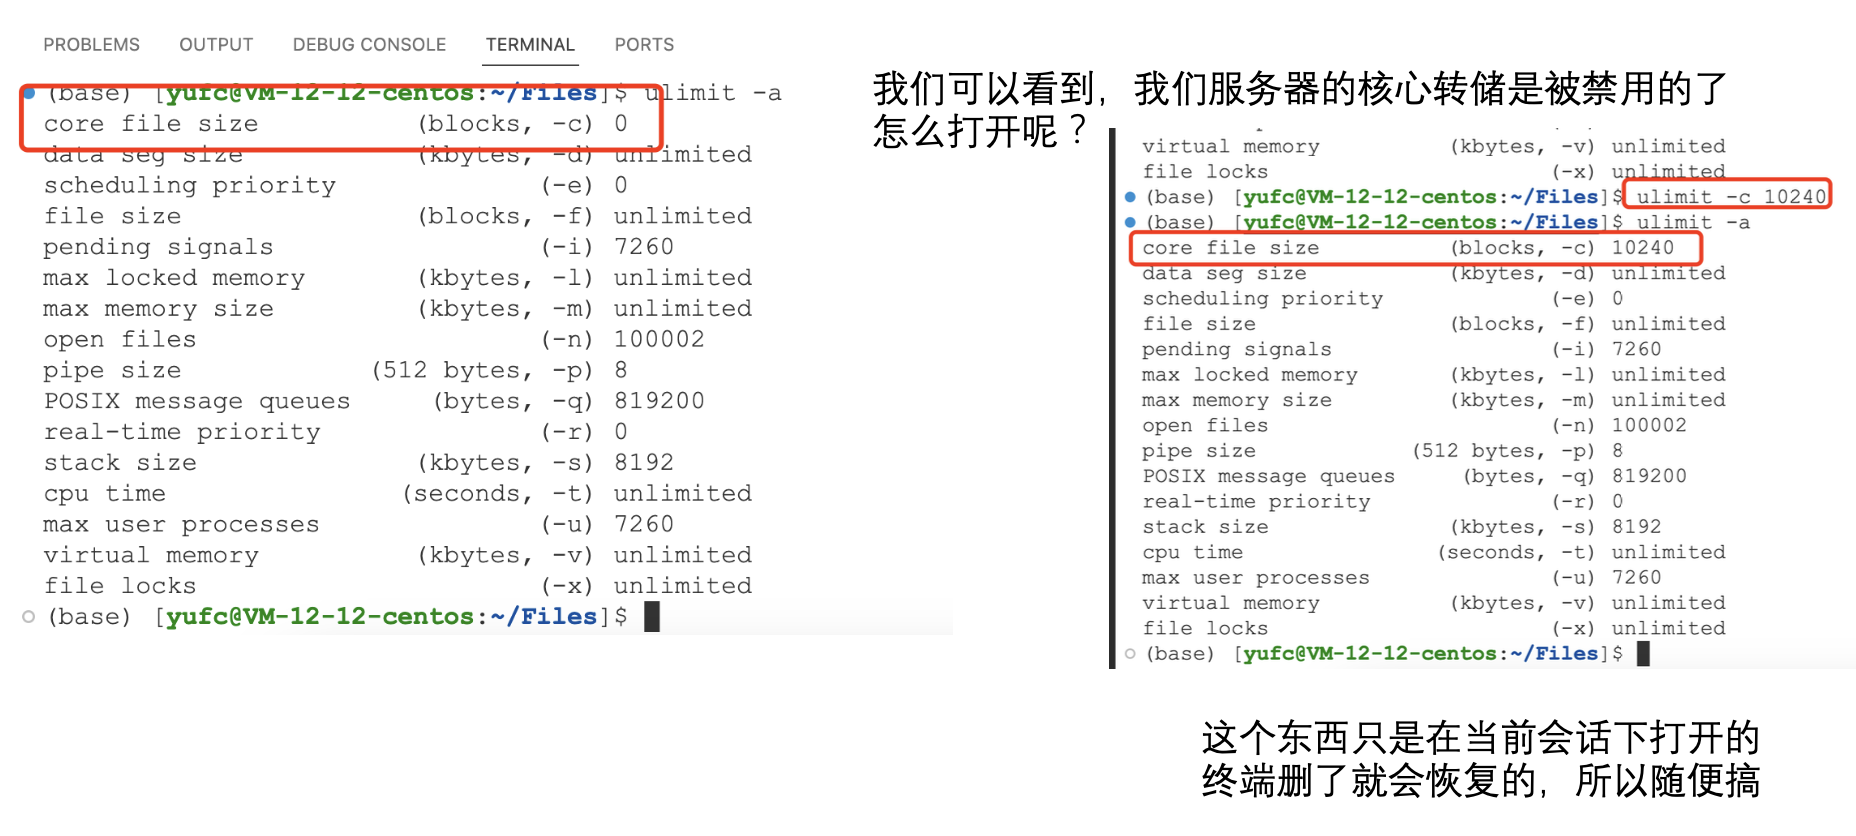 PROBLEMS OUTPUT DEBUG CONSOLE TERMINAL PORTS
(base) [yufc@VM-12-12-centos:~/Files]$ ulimit -a
core file size (blocks, -c) 0
data seg size (kbytes, -d) unlimited
scheduling priority (-e) 0
file size (blocks, -f) unlimited
pending signals (-i) 7260
max locked memory (kbytes, -l) unlimited
max memory size (kbytes, -m) unlimited
open files (-n) 100002
pipe size (512 bytes, -p) 8
POSIX message queues (bytes, -q) 819200
real-time priority (-r) 0
stack size (kbytes, -s) 8192
cpu time (seconds, -t) unlimited
max user processes (-u) 7260
virtual memory (kbytes, -v) unlimited
file locks (-x) unlimited
(base) [yufc@VM-12-12-centos:~/Files]$
我们可以看到，我们服务器的核心转储是被禁用的了
怎么打开呢？
virtual memory (kbytes, -v) unlimited
file locks (-x) unlimited
(base) [yufc@VM-12-12-centos:~/Files]$ ulimit -c 10240
(base) [yufc@VM-12-12-centos:~/Files]$ ulimit -a
core file size (blocks, -c) 10240
data seg size (kbytes, -d) unlimited
scheduling priority (-e) 0
file size (blocks, -f) unlimited
pending signals (-i) 7260
max locked memory (kbytes, -l) unlimited
max memory size (kbytes, -m) unlimited
open files (-n) 100002
pipe size (512 bytes, -p) 8
POSIX message queues (bytes, -q) 819200
real-time priority (-r) 0
stack size (kbytes, -s) 8192
cpu time (seconds, -t) unlimited
max user processes (-u) 7260
virtual memory (kbytes, -v) unlimited
file locks (-x) unlimited
(base) [yufc@VM-12-12-centos:~/Files]$
这个东西只是在当前会话下打开的
终端删了就会恢复的，所以随便搞